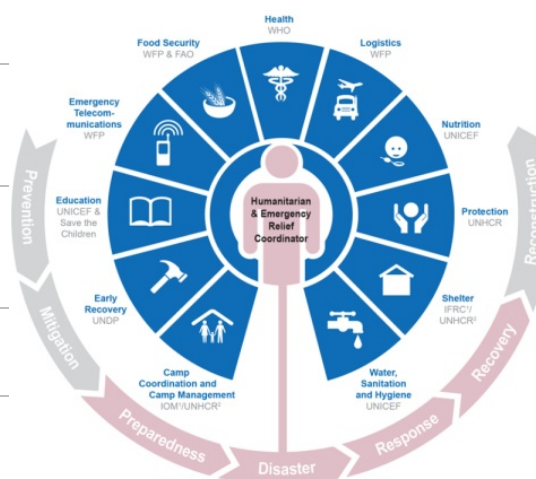 Health
WHO
Logistics
WFP
Nutrition
UNICEF
Protection
UNHCR
Shelter
IFRC¹/
UNHCR²
Water,
Sanitation
and Hygiene
UNICEF
Camp
Coordination and
Camp Management
IOM¹/UNHCR²
Early
Recovery
UNDP
Education
UNICEF &
Save the
Children
Emergency
Telecom-
munications
WFP
Food Security
WFP & FAO
Humanitarian
& Emergency
Relief
Coordinator
Prevention
Mitigation
Preparedness
Disaster
Response
Recovery
Reconstruction